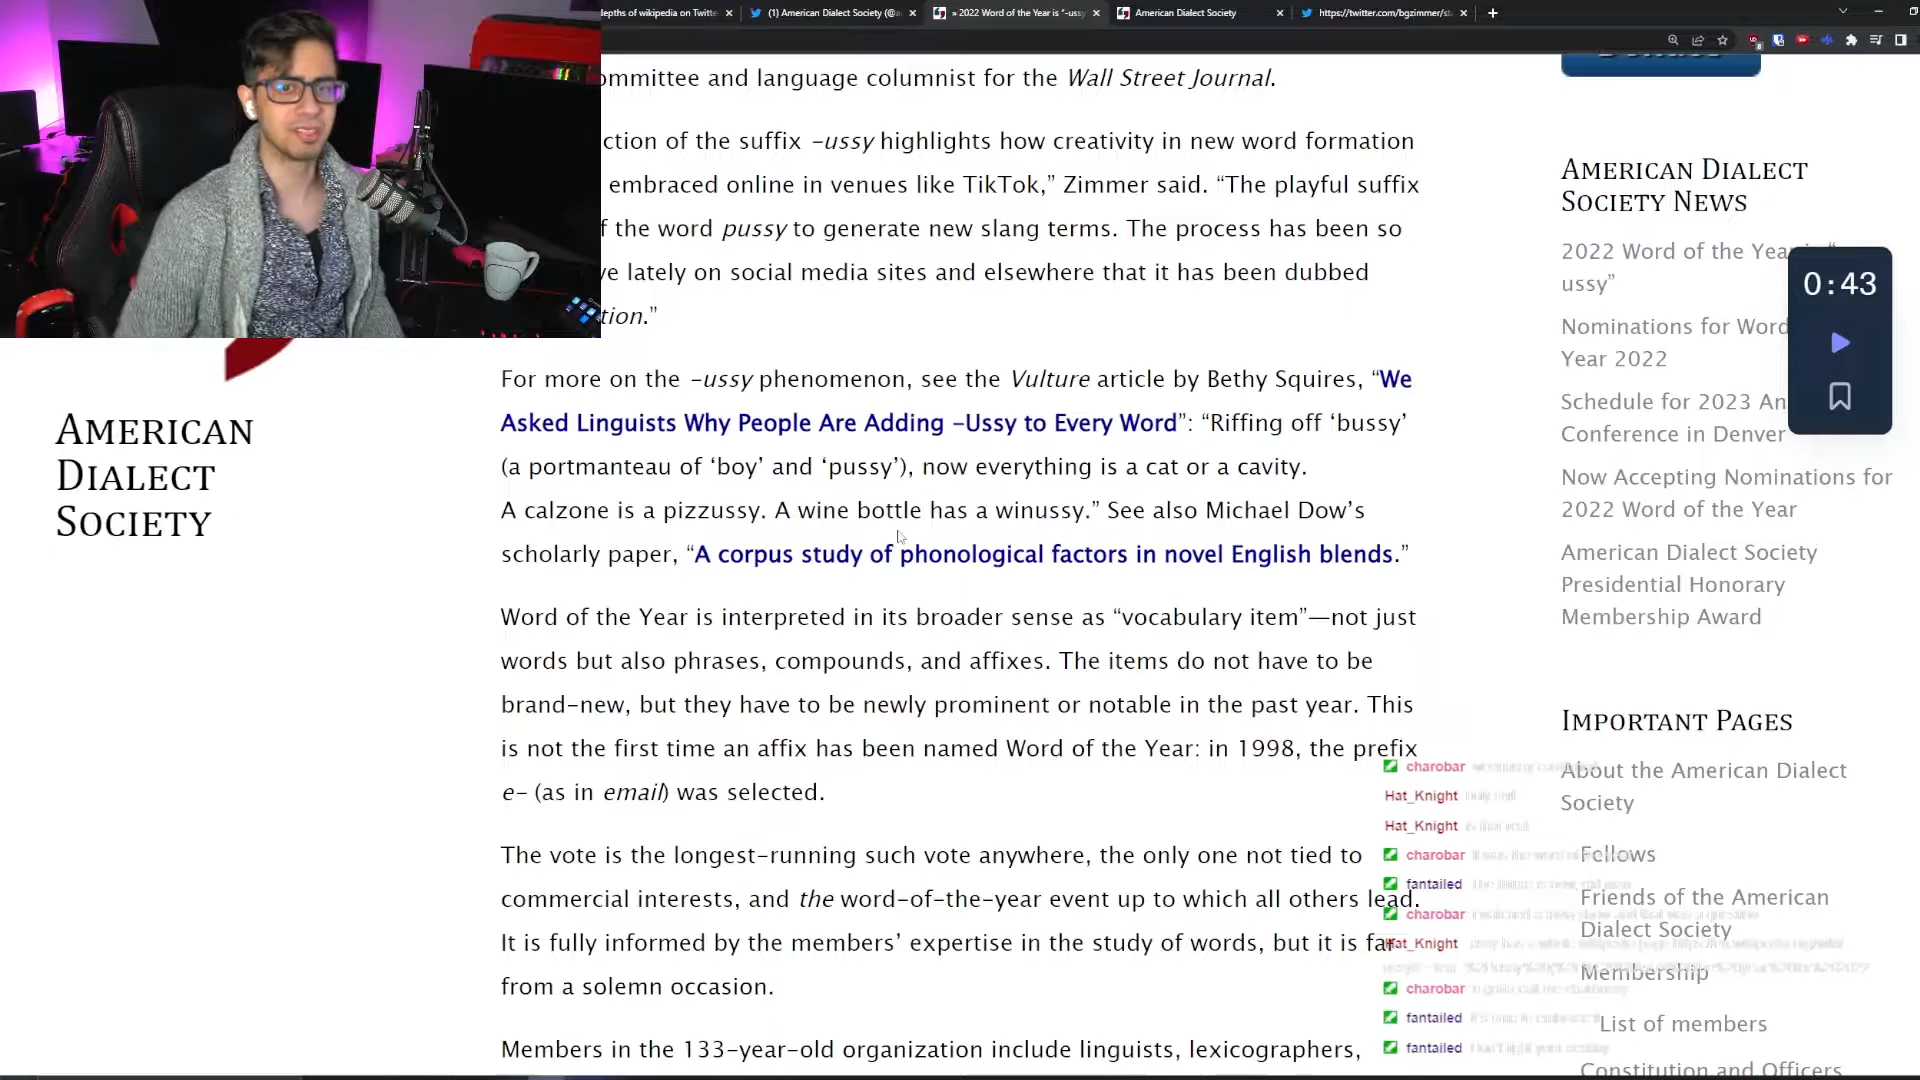 depths of wikipedia on Twitte
(1) American Dialect Society (@a
» 2022 Word of the Year is "-ussy
American Dialect Society
https://twitter.com/bgzimmer/st
ommittee and language columnist for the Wall Street Journal.
ction of the suffix -ussy highlights how creativity in new word formation
embraced online in venues like TikTok,” Zimmer said. “The playful suffix
f the word pussy to generate new slang terms. The process has been so
ve lately on social media sites and elsewhere that it has been dubbed
tion.”
For more on the -ussy phenomenon, see the Vulture article by Bethy Squires, “We
Asked Linguists Why People Are Adding -Ussy to Every Word”: “Riffing off ‘bussy’
(a portmanteau of ‘boy’ and ‘pussy’), now everything is a cat or a cavity.
A calzone is a pizzussy. A wine bottle has a winussy.” See also Michael Dow’s
scholarly paper, “A corpus study of phonological factors in novel English blends.”
Word of the Year is interpreted in its broader sense as “vocabulary item”—not just
words but also phrases, compounds, and affixes. The items do not have to be
brand-new, but they have to be newly prominent or notable in the past year. This
is not the first time an affix has been named Word of the Year: in 1998, the prefix
e- (as in email) was selected.
The vote is the longest-running such vote anywhere, the only one not tied to
commercial interests, and the word-of-the-year event up to which all others lead.
It is fully informed by the members’ expertise in the study of words, but it is far
from a solemn occasion.
Members in the 133-year-old organization include linguists, lexicographers,
AMERICAN
DIALECT
SOCIETY
AMERICAN DIALECT
SOCIETY NEWS
2022 Word of the Year is “-
ussy”
Nominations for Word
Year 2022
Schedule for 2023 An
Conference in Denver
Now Accepting Nominations for
2022 Word of the Year
American Dialect Society
Presidential Honorary
Membership Award
0:43
IMPORTANT PAGES
About the American Dialect
Society
Fellows
Friends of the American
Dialect Society
Membership
List of members
Constitution and Officers
charobar
Hat_Knight
Hat_Knight
charobar
fantailed
charobar
Hat_Knight
charobar
fantailed
fantailed